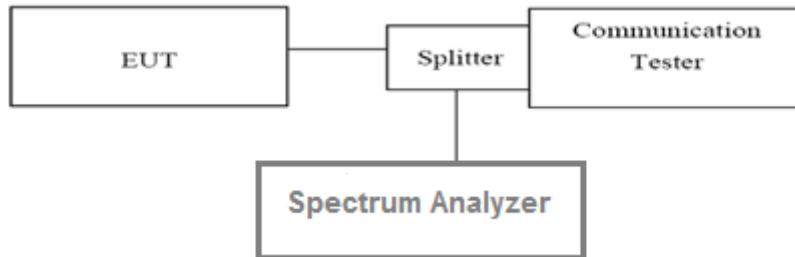 EUT
Splitter
Communication
Tester
Spectrum Analyzer